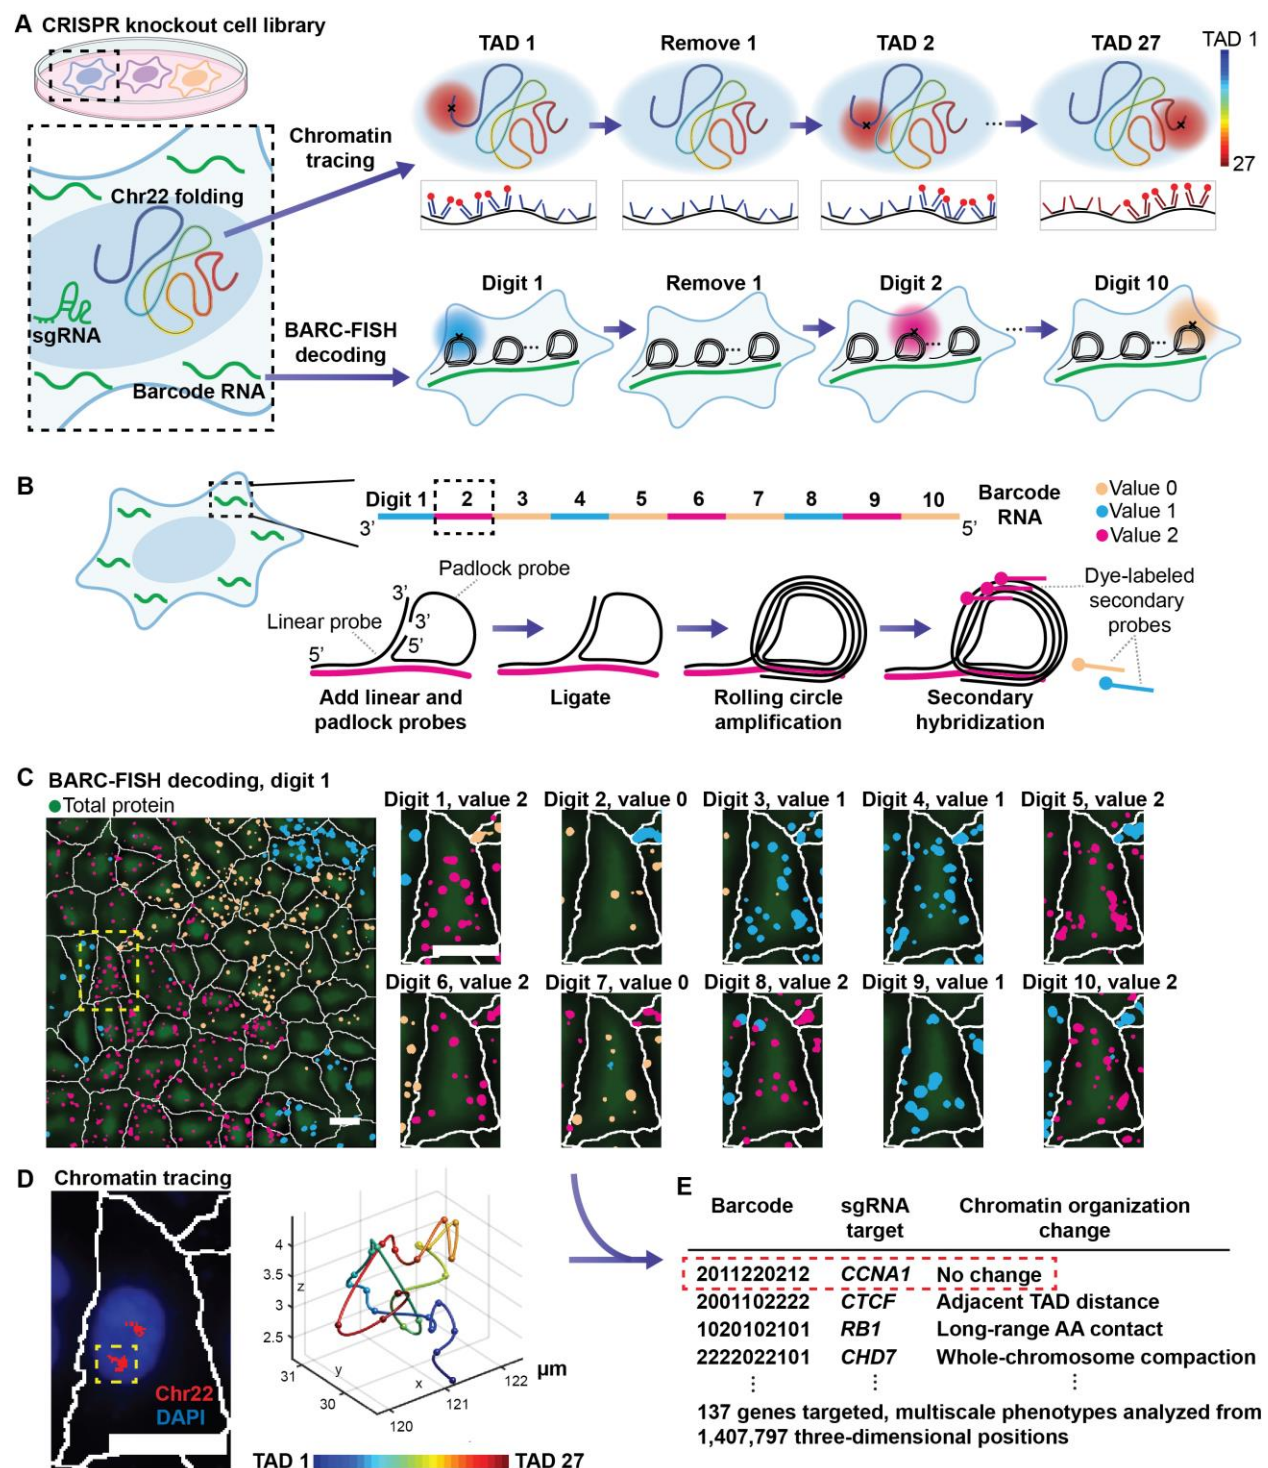 A CRISPR knockout cell library
TAD 1
Remove 1
TAD 2
TAD 27
TAD 1
27
...
Chromatin
tracing
Chr22 folding
sgRNA
Barcode RNA
BARC-FISH
decoding
Digit 1
Remove 1
Digit 2
Digit 10
...
B
Digit 1 2 3 4 5 6 7 8 9 10
3’
5’
Barcode
RNA
Value 0
Value 1
Value 2
Padlock probe
Linear probe
3’
3’
5’
5’
Dye-labeled
secondary
probes
Add linear and
padlock probes
Ligate
Rolling circle
amplification
Secondary
hybridization
C BARC-FISH decoding, digit 1
Total protein
Digit 1, value 2
Digit 2, value 0
Digit 3, value 1
Digit 4, value 1
Digit 5, value 2
Digit 6, value 2
Digit 7, value 0
Digit 8, value 2
Digit 9, value 1
Digit 10, value 2
D Chromatin tracing
Chr22
DAPI
4
3.5
3
2.5
z
31
30
y
x
120
121
122
µm
TAD 1
TAD 27
E
Barcode sgRNA target Chromatin organization change
2011220212 CCNA1 No change
2001102222 CTCF Adjacent TAD distance
1020102101 RB1 Long-range AA contact
2222022101 CHD7 Whole-chromosome compaction
⋮ ⋮ ⋮
137 genes targeted, multiscale phenotypes analyzed from
1,407,797 three-dimensional positions